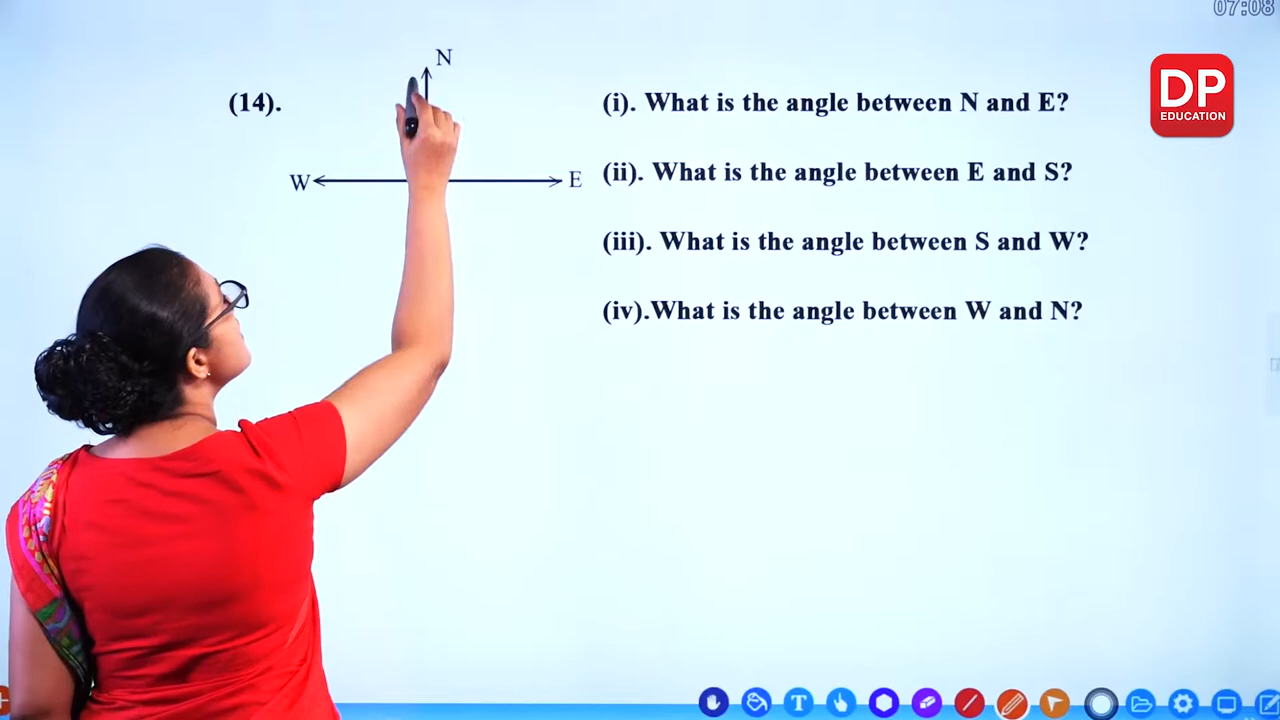 07:08
N
(14).
W
E
(i). What is the angle between N and E?
(ii). What is the angle between E and S?
(iii). What is the angle between S and W?
(iv).What is the angle between W and N?
DP
EDUCATION
T